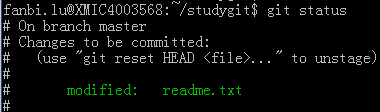 fanbi.lu@XMIC4003568:~/studygit$ git status
# On branch master
# Changes to be committed:
#   (use "git reset HEAD <file>..." to unstage)
#
#       modified:   readme.txt
#